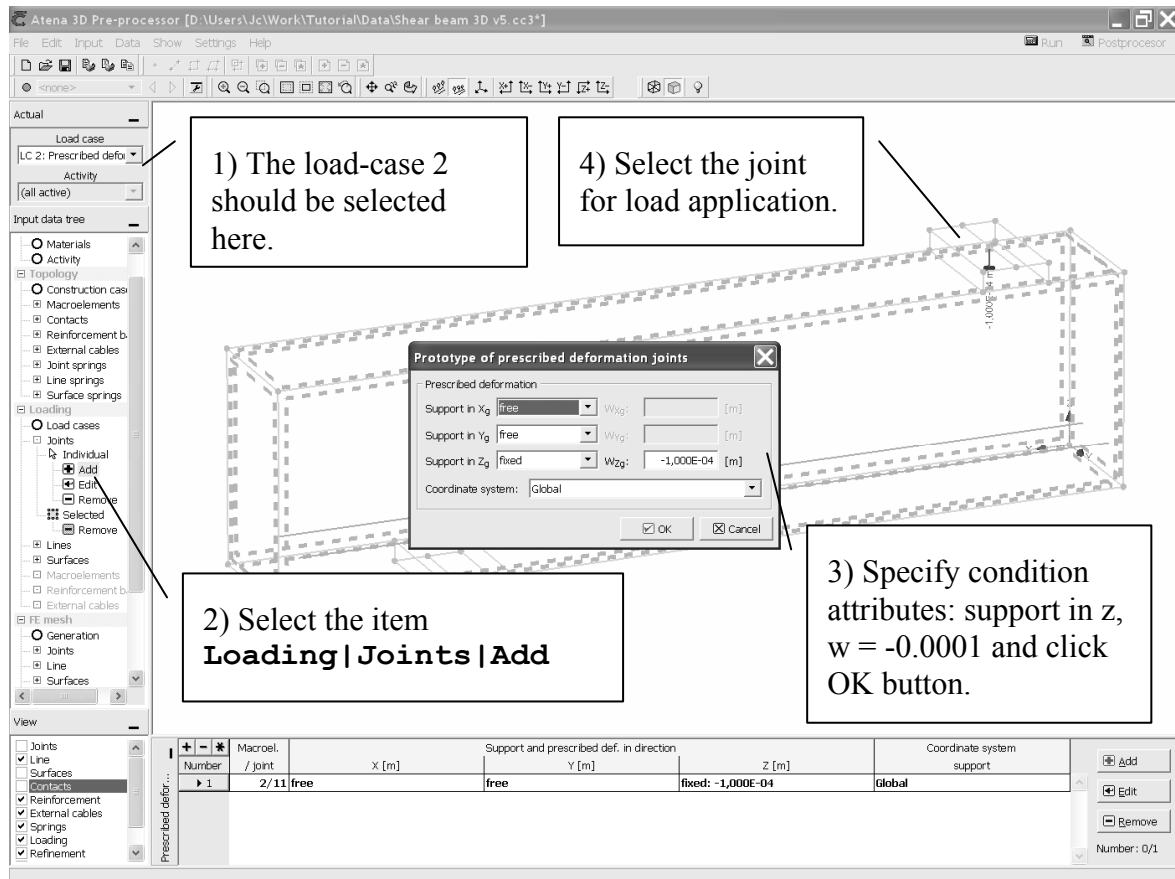 Atena 3D Pre-processor [D:\Users\Jc\Work\Tutorial\Data\Shear beam 3D v5.cc3*]
File Edit Input Data Show Settings Help
Run Postprocesor
<none>
Actual
Load case
LC 2: Prescribed defor
Activity
(all active)
Input data tree
Materials
Activity
Topology
Construction case
Macroelements
Contacts
Reinforcement b
External cables
Joint springs
Line springs
Surface springs
Loading
Load cases
Joints
Individual
Add
Edit
Remove
Selected
Remove
Lines
Surfaces
Macroelements
Reinforcement b
External cables
FE mesh
Generation
Joints
Line
Surfaces
View
Joints
Line
Surfaces
Contacts
Reinforcement
External cables
Springs
Loading
Refinement
1) The load-case 2
should be selected
here.
4) Select the joint
for load application.
Prototype of prescribed deformation joints
Prescribed deformation
Support in Xg free WXg: [m]
Support in Yg free WYg: [m]
Support in Zg fixed WZg: -1,000E-04 [m]
Coordinate system: Global
OK Cancel
2) Select the item
Loading|Joints|Add
3) Specify condition
attributes: support in z,
w = -0.0001 and click
OK button.
Prescribed defor...
Macroel. Support and prescribed def. in direction Coordinate system
Number / joint X [m] Y [m] Z [m] support
1 2/11 free free fixed: -1,000E-04 Global
Add
Edit
Remove
Number: 0/1